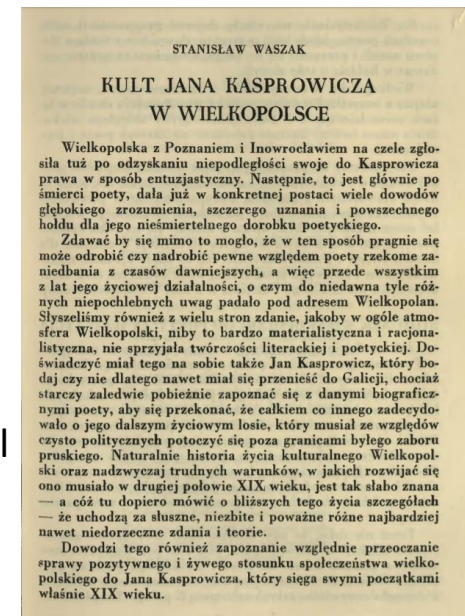 STANISŁAW WASZAK
KULT JANA KASPROWICZA
W WIELKOPOLSCE
Wielkopolska z Poznaniem i Inowrocławiem na czele zgło-
siła tuż po odzyskaniu niepodległości swoje do Kasprowicza
prawa w sposób entuzjastyczny. Następnie, to jest głównie po
śmierci poety, dała już w konkretnej postaci wiele dowodów
głębokiego zrozumienia, szczerego uznania i powszechnego
hołdu dla jego nieśmiertelnego dorobku poetyckiego.
Zdawać by się mimo to mogło, że w ten sposób pragnie się
może odrobić czy nadrobić pewne względem poety rzekome za-
niedbania z czasów dawniejszych, a więc przede wszystkim
z lat jego życiowej działalności, o czym do niedawna tyle róż-
nych niepochlebnych uwag padało pod adresem Wielkopolan.
Słyszeliśmy również z wielu stron zdanie, jakoby w ogóle atmo-
sfera Wielkopolski, niby to bardzo materialistyczna i racjona-
listyczna, nie sprzyjała twórczości literackiej i poetyckiej. Do-
świadczyć miał tego na sobie także Jan Kasprowicz, który bo-
daj czy nie dlatego nawet miał się przenieść do Galicji, chociaż
starczy zaledwie pobieżnie zapoznać się z danymi biograficz-
nymi poety, aby się przekonać, że całkiem co innego zadecydo-
wało o jego dalszym życiowym losie, który musiał ze względów
czysto politycznych potoczyć się poza granicami byłego zaboru
pruskiego. Naturalnie historia życia kulturalnego Wielkopol-
ski oraz nadzwyczaj trudnych warunków, w jakich rozwijać się
ono musiało w drugiej połowie XIX wieku, jest tak słabo znana
— a cóż tu dopiero mówić o bliższych tego życia szczegółach
— że uchodzą za słuszne, niezbite i poważne różne najbardziej
nawet niedorzeczne zdania i teorie.
Dowodzi tego również zapoznanie względnie przeoczanie
sprawy pozytywnego i żywego stosunku społeczeństwa wielko-
polskiego do Jana Kasprowicza, który sięga swymi początkami
właśnie XIX wieku.